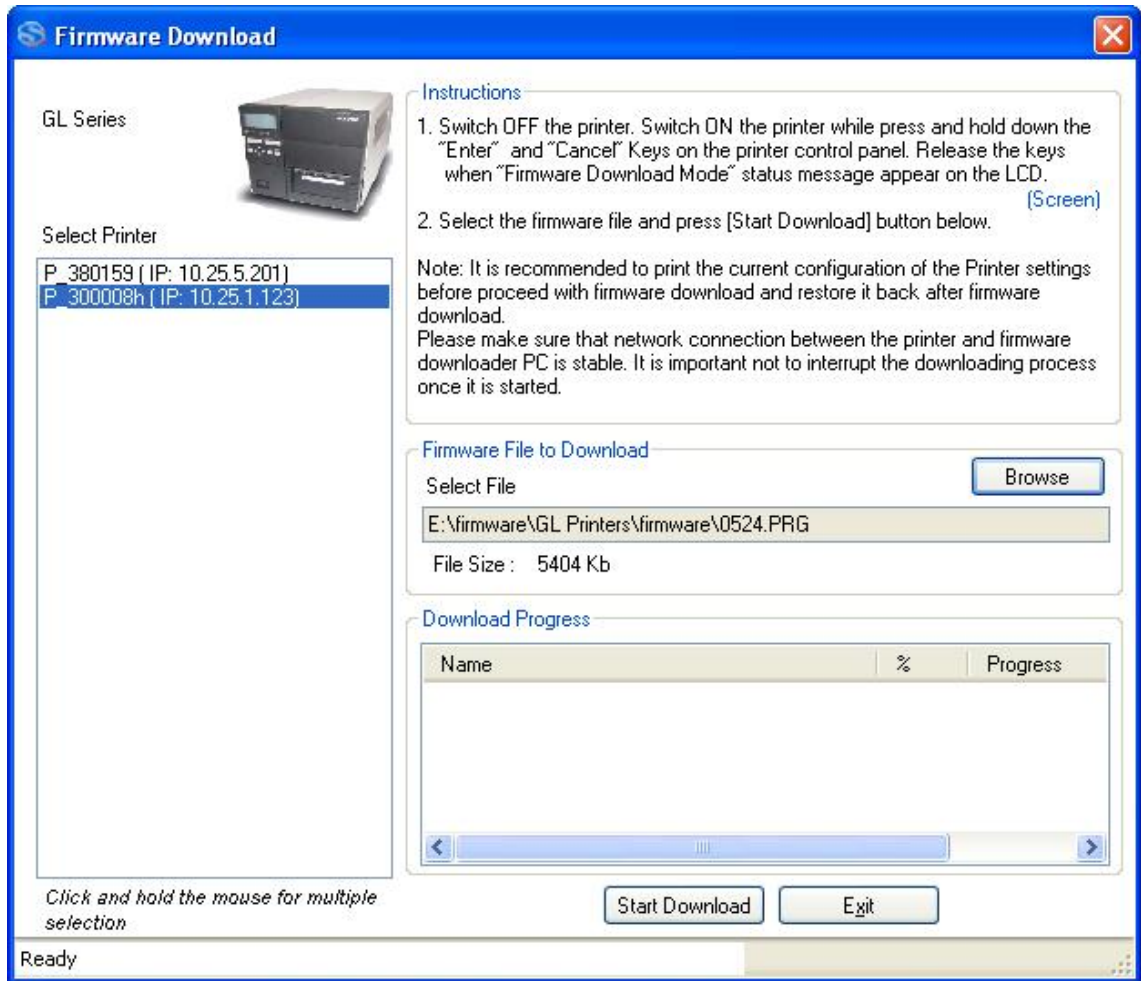 Firmware Download
GL Series
Select Printer
P_380159 ( IP: 10.25.5.201)
P_300008h ( IP: 10.25.1.123)
Click and hold the mouse for multiple
selection
Instructions
1. Switch OFF the printer. Switch ON the printer while press and hold down the
"Enter" and "Cancel" Keys on the printer control panel. Release the keys
when "Firmware Download Mode" status message appear on the LCD.
(Screen)
2. Select the firmware file and press [Start Download] button below.
Note: It is recommended to print the current configuration of the Printer settings
before proceed with firmware download and restore it back after firmware
download.
Please make sure that network connection between the printer and firmware
downloader PC is stable. It is important not to interrupt the downloading process
once it is started.
Firmware File to Download
Select File
Browse
E:\firmware\GL Printers\firmware\0524.PRG
File Size : 5404 Kb
Download Progress
Name % Progress
Start Download Exit
Ready